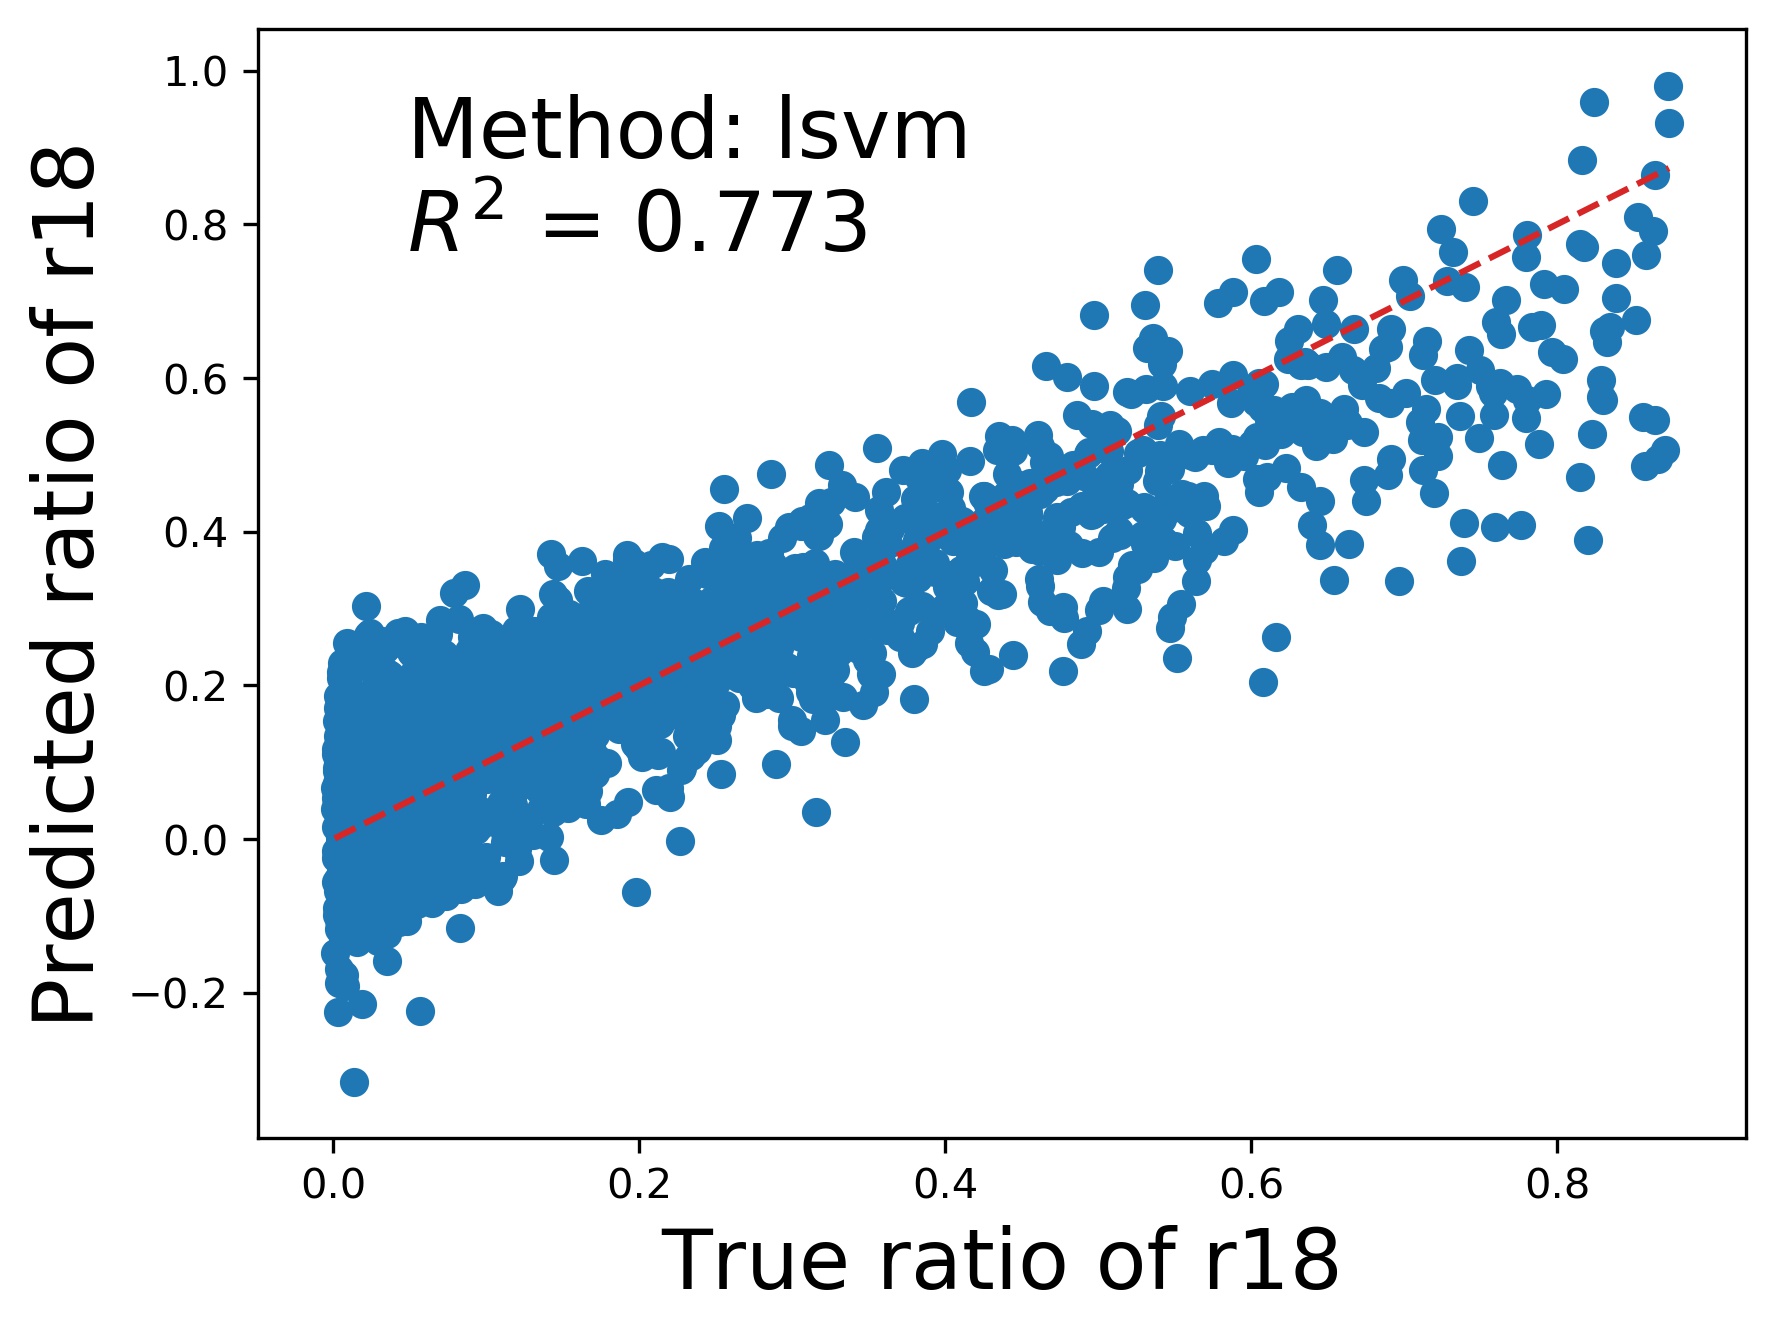 Method: lsvm
R² = 0.773
Predicted ratio of r18
1.0
0.8
0.6
0.4
0.2
0.0
−0.2
0.0 0.2 0.4 0.6 0.8
True ratio of r18